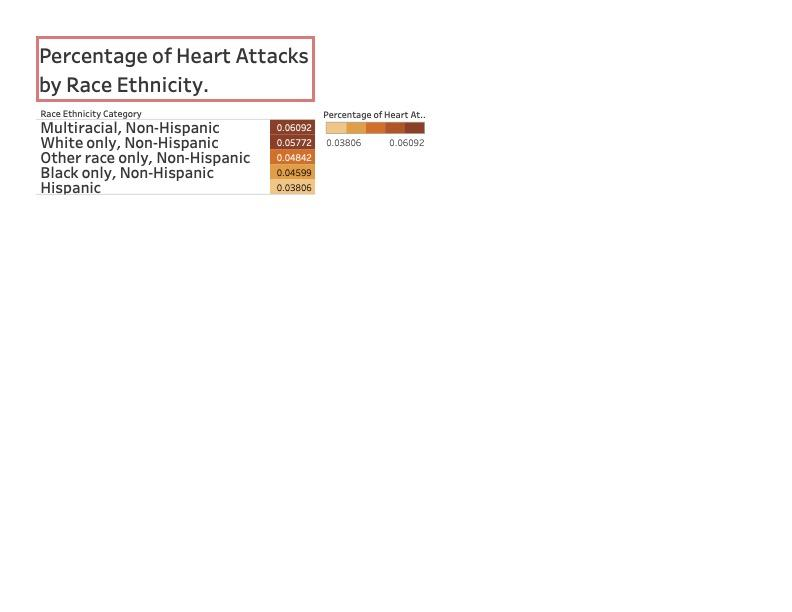 Percentage of Heart Attacks
by Race Ethnicity.
Race Ethnicity Category
Percentage of Heart At..
Multiracial, Non-Hispanic 0.06092
White only, Non-Hispanic 0.05772
0.03806 0.06092
Other race only, Non-Hispanic 0.04842
Black only, Non-Hispanic 0.04599
Hispanic 0.03806